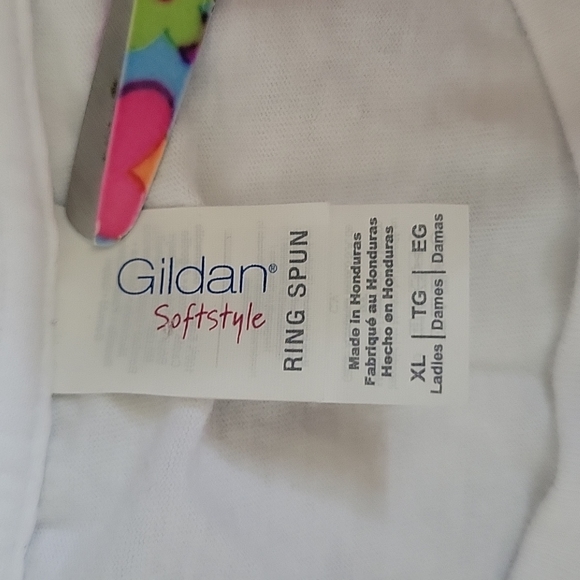 Gildan®
Softstyle
RING SPUN
Made in Honduras
Fabriqué au Honduras
Hecho en Honduras
XL | TG | EG
Ladies | Dames | Damas